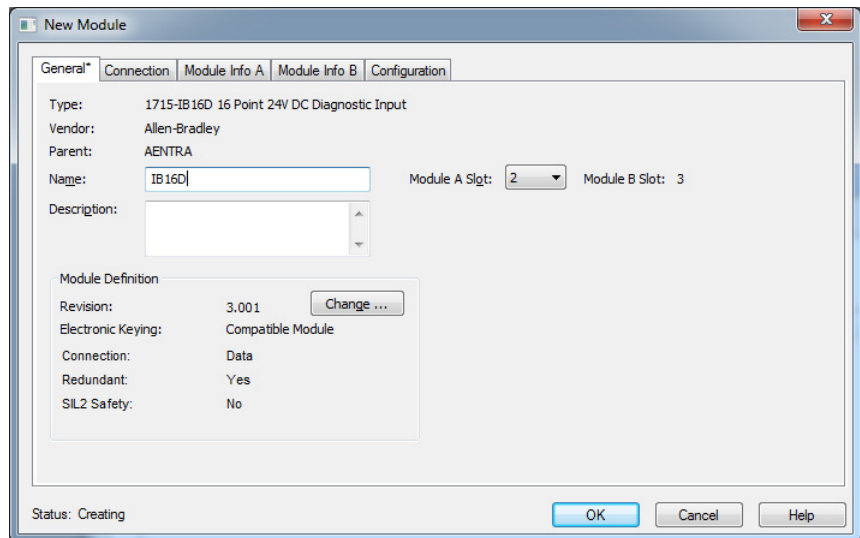 New Module
General* Connection Module Info A Module Info B Configuration
Type: 1715-IB16D 16 Point 24V DC Diagnostic Input
Vendor: Allen-Bradley
Parent: AENTRA
Name: IB16D Module A Slot: 2 Module B Slot: 3
Description:
Module Definition
Revision: 3.001 Change ...
Electronic Keying: Compatible Module
Connection: Data
Redundant: Yes
SIL2 Safety: No
Status: Creating OK Cancel Help